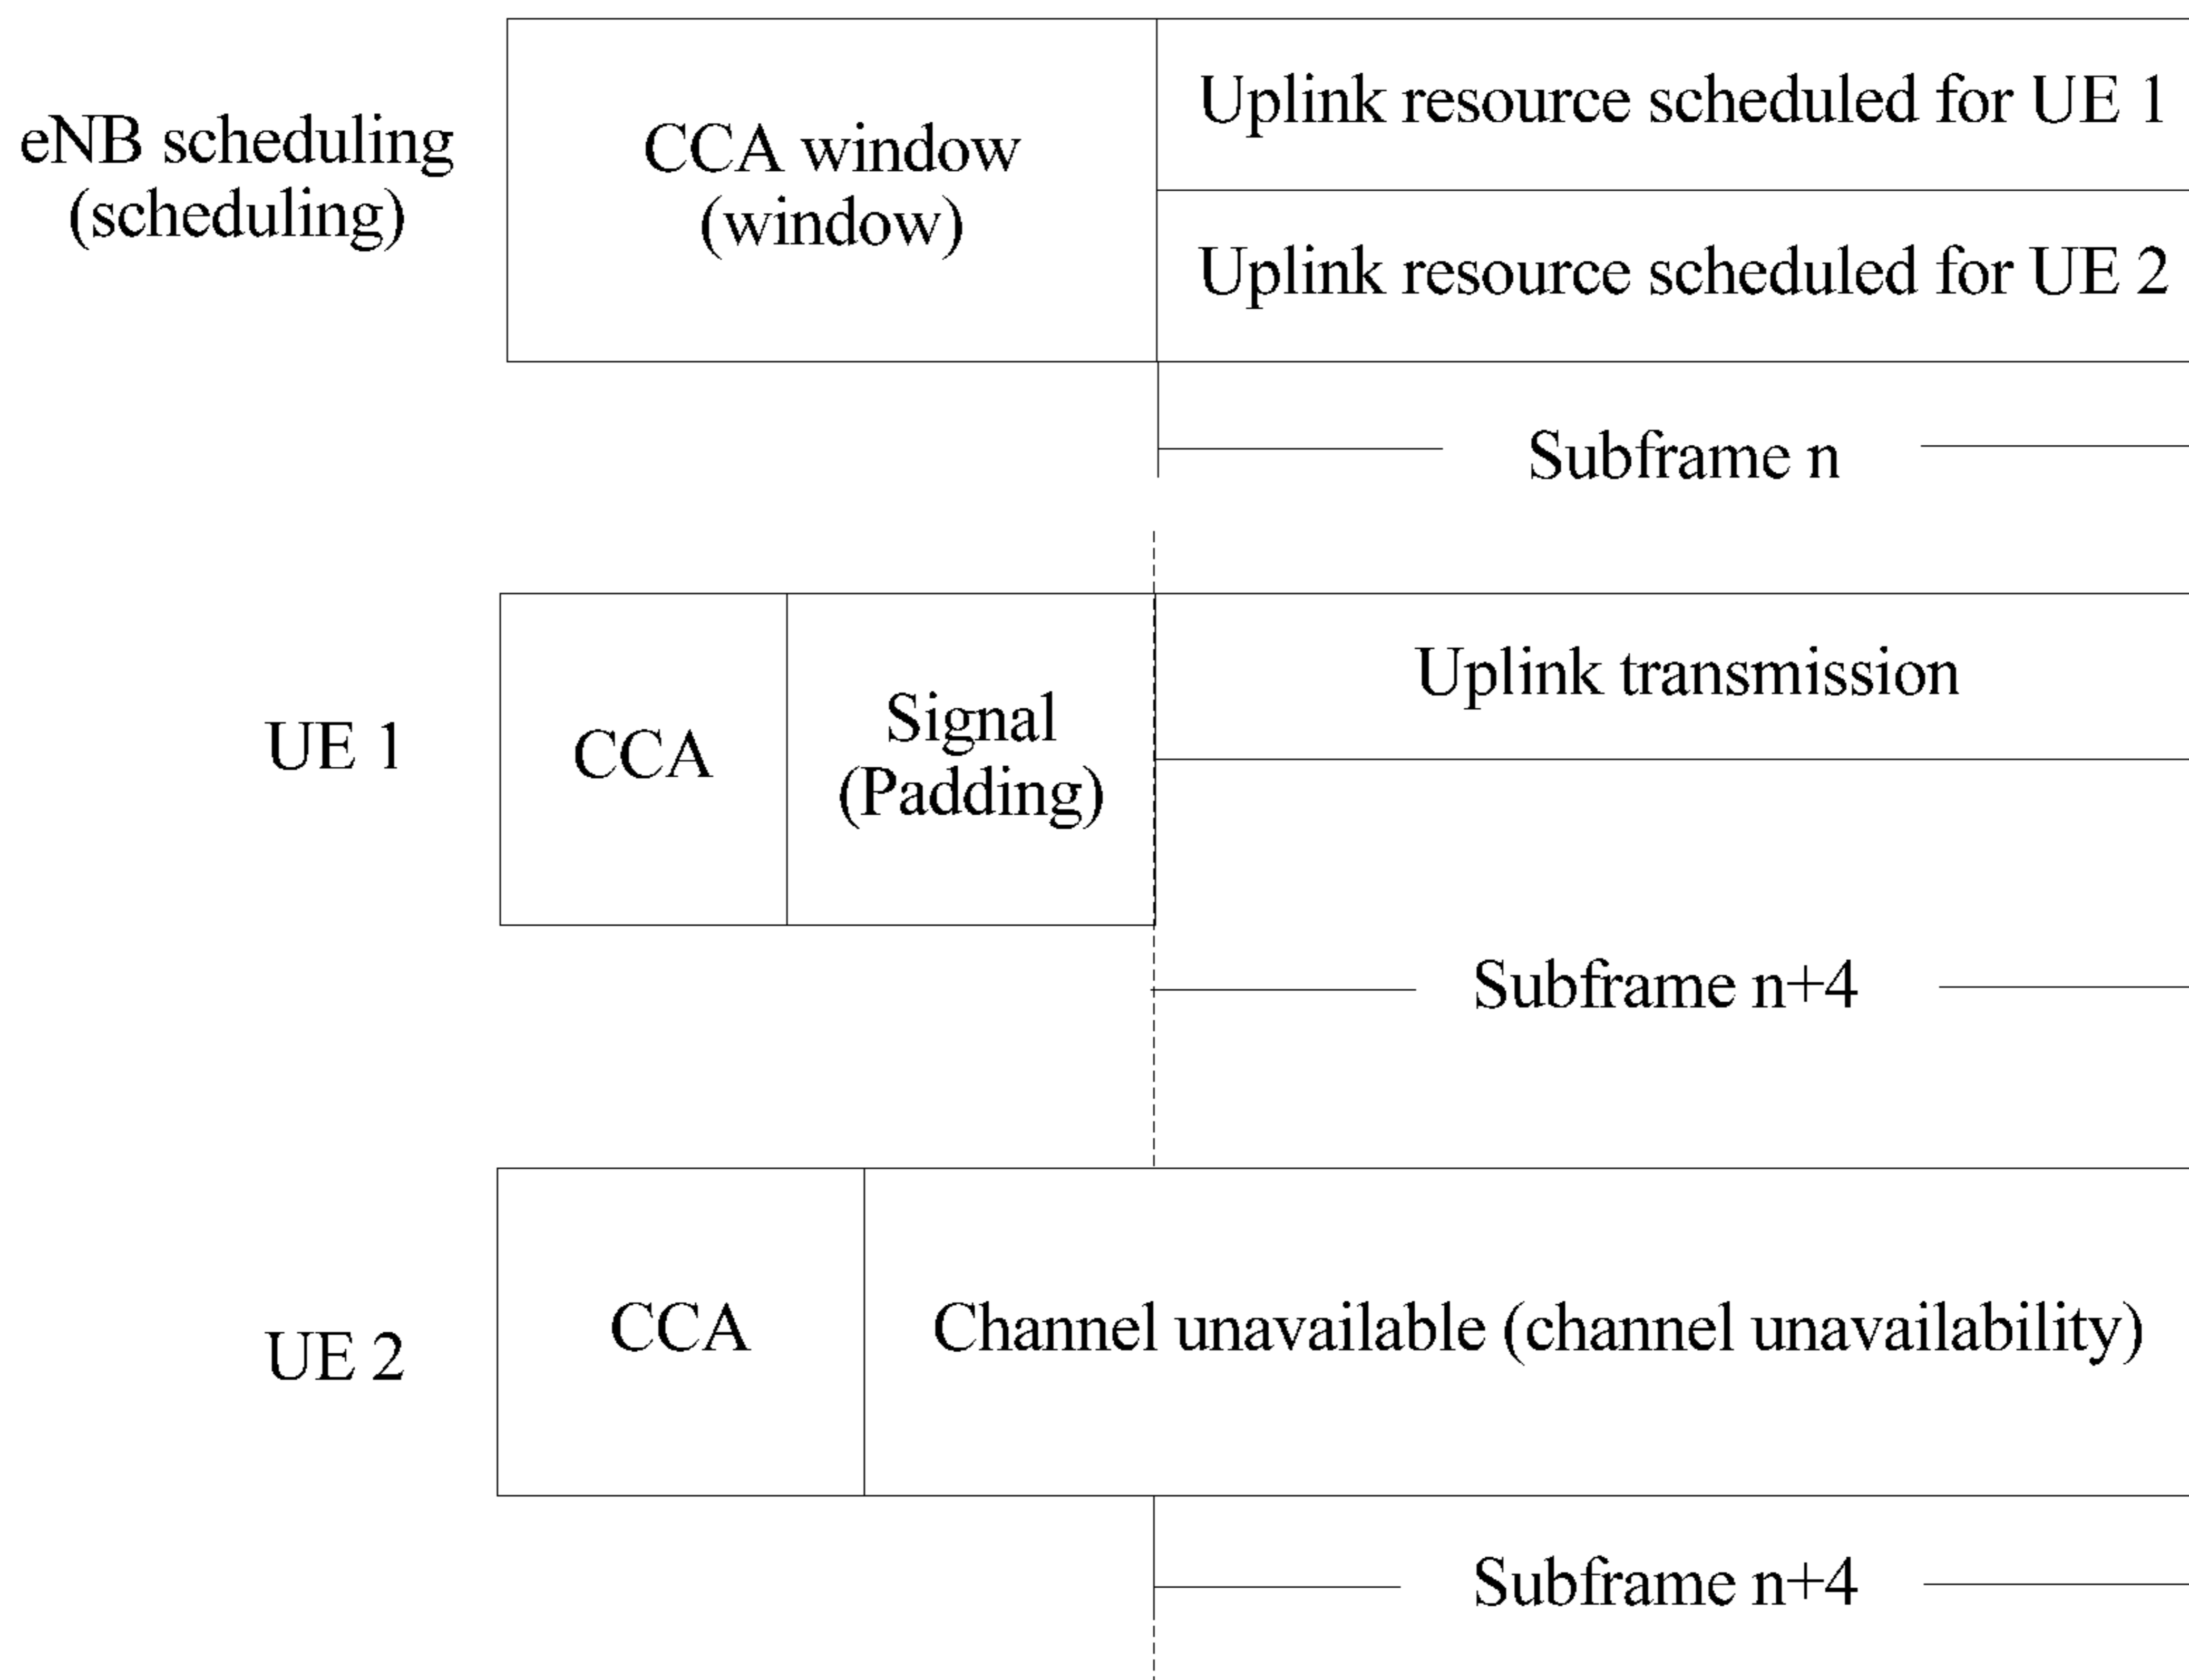 eNB scheduling
(scheduling)
CCA window
(window)
Uplink resource scheduled for UE 1
Uplink resource scheduled for UE 2
Subframe n
UE 1
CCA
Signal
(Padding)
Uplink transmission
Subframe n+4
UE 2
CCA
Channel unavailable (channel unavailability)
Subframe n+4